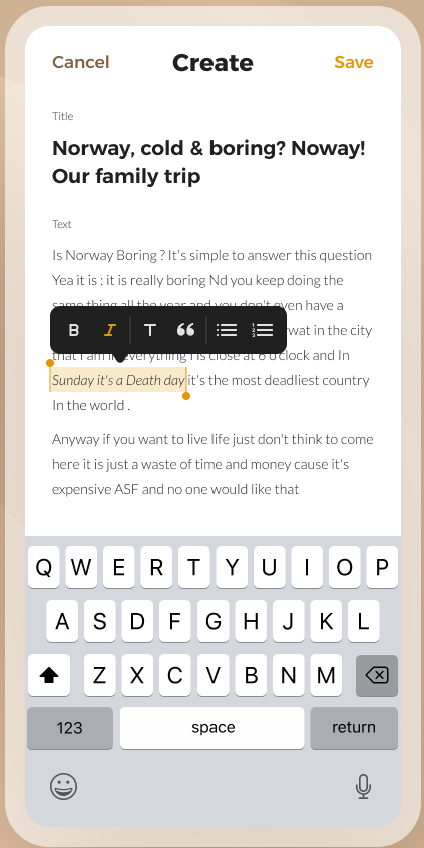 Cancel Create Save
Title
Norway, cold & boring? Noway!
Our family trip
Text
Is Norway Boring ? It's simple to answer this question
Yea it is : it is really boring Nd you keep doing the
same thing all the year and you don't even have a
rwat in the city
that I am in everything Is close at 8 o'clock and In
Sunday it's a Death day it's the most deadliest country
In the world .
Anyway if you want to live life just don't think to come
here it is just a waste of time and money cause it's
expensive ASF and no one would like that
B I T
Q W E R T Y U I O P
A S D F G H J K L
Z X C V B N M
123 space return